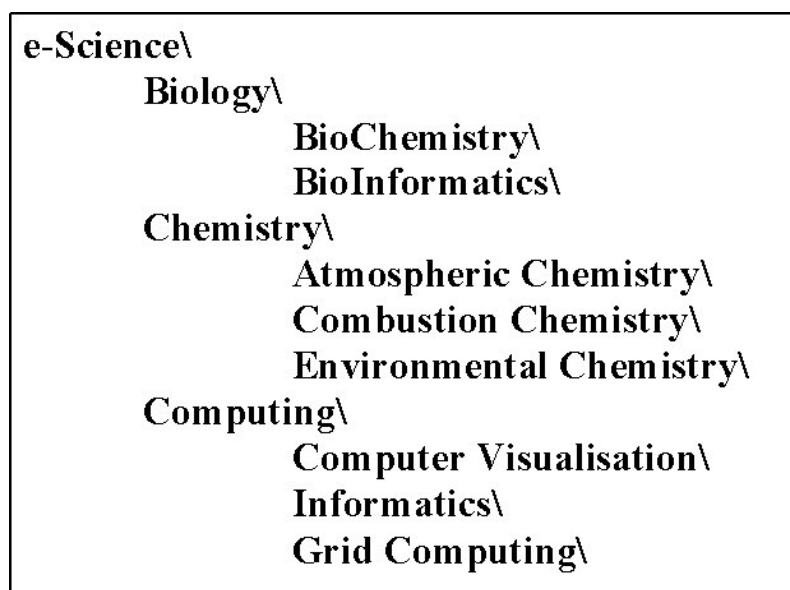 e-Science\
Biology\
BioChemistry\
BioInformatics\
Chemistry\
Atmospheric Chemistry\
Combustion Chemistry\
Environmental Chemistry\
Computing\
Computer Visualisation\
Informatics\
Grid Computing\